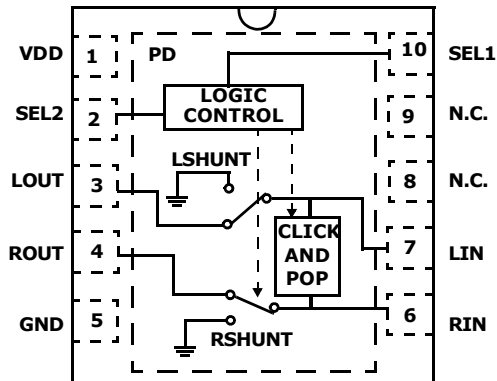 VDD 1 PD 10 SEL1
LOGIC
CONTROL
SEL2 2 9 N.C.
LSHUNT
LOUT 3 8 N.C.
CLICK
AND
POP
ROUT 4 7 LIN
GND 5 6 RIN
RSHUNT